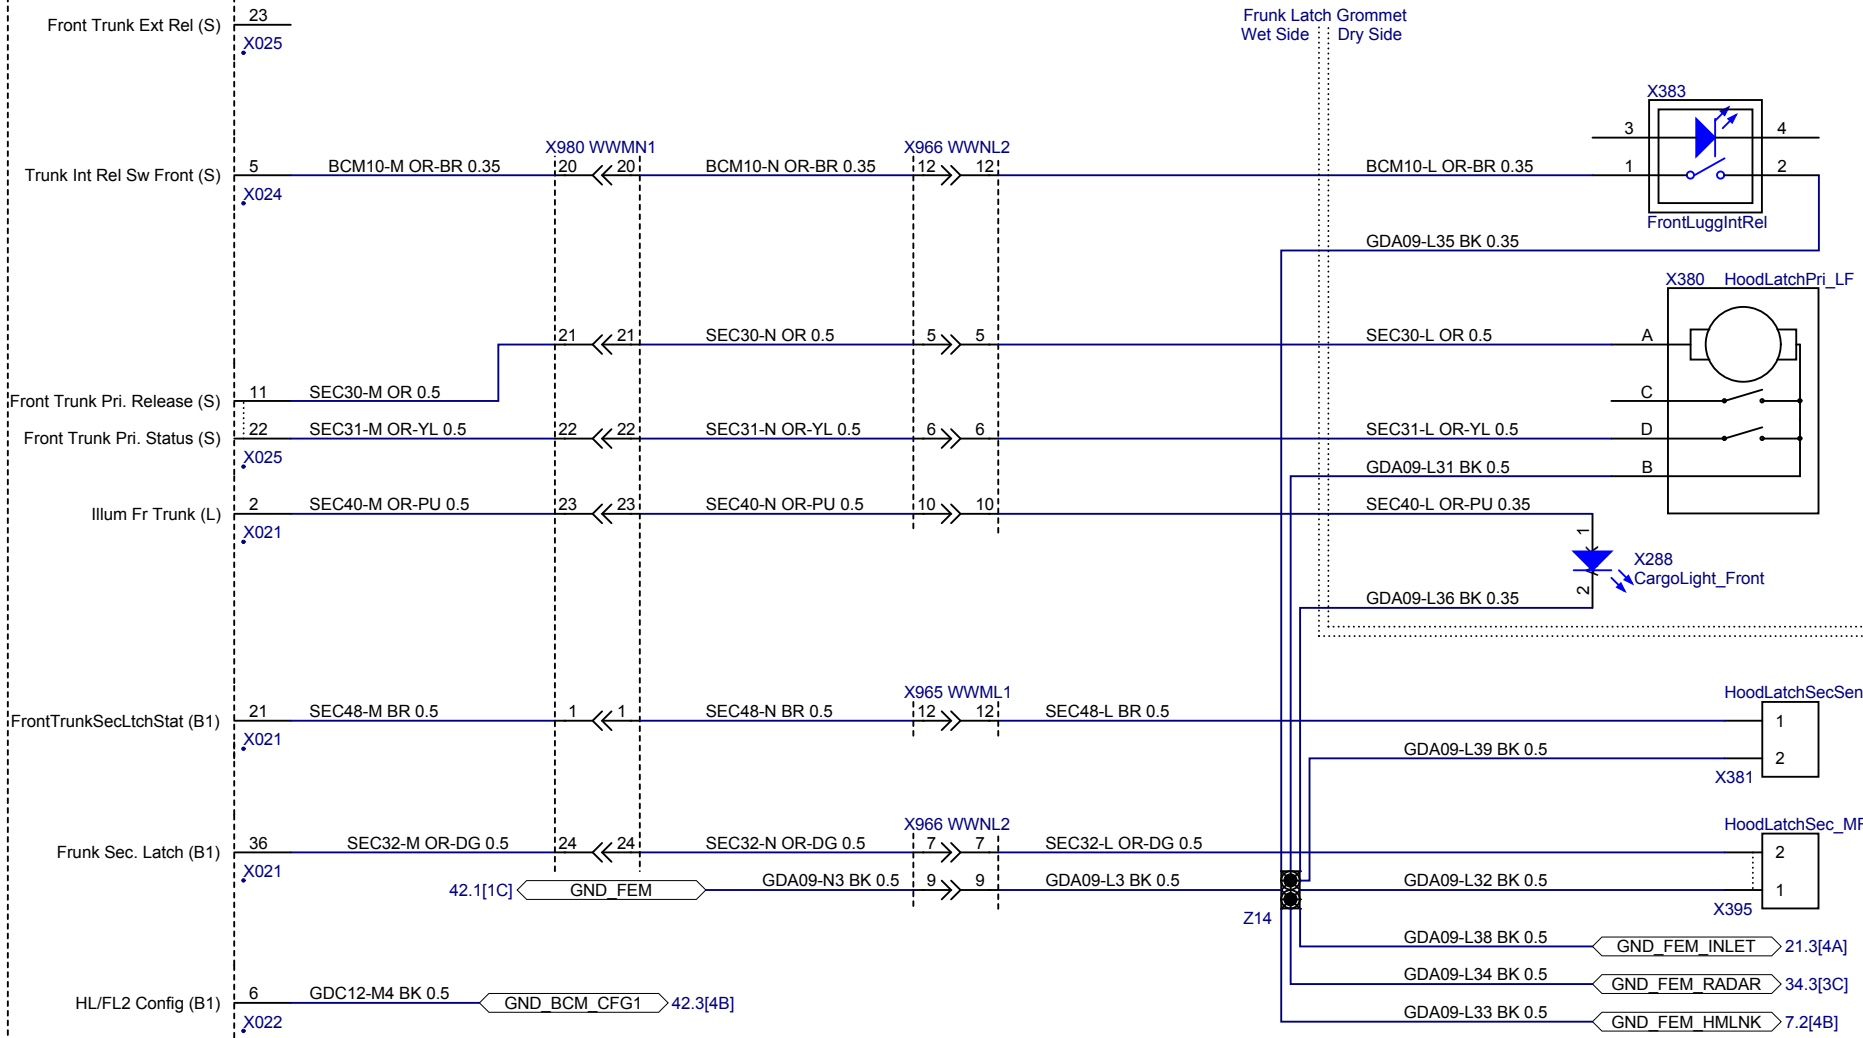 Front Trunk Ext Rel (S)
23
X025
Frunk Latch Grommet
Wet Side
Dry Side
X383
3
4
X980 WWMN1
X966 WWNL2
Trunk Int Rel Sw Front (S)
5
BCM10-M OR-BR 0.35
20
20
BCM10-N OR-BR 0.35
12
12
BCM10-L OR-BR 0.35
1
2
X024
FrontLuggIntRel
GDA09-L35 BK 0.35
X380
HoodLatchPri_LF
21
21
SEC30-N OR 0.5
5
5
SEC30-L OR 0.5
A
Front Trunk Pri. Release (S)
11
SEC30-M OR 0.5
C
Front Trunk Pri. Status (S)
22
SEC31-M OR-YL 0.5
22
22
SEC31-N OR-YL 0.5
6
6
SEC31-L OR-YL 0.5
D
X025
GDA09-L31 BK 0.5
B
Illum Fr Trunk (L)
2
SEC40-M OR-PU 0.5
23
23
SEC40-N OR-PU 0.5
10
10
SEC40-L OR-PU 0.35
X021
1
X288
CargoLight_Front
2
GDA09-L36 BK 0.35
X965 WWML1
HoodLatchSecSen
FrontTrunkSecLtchStat (B1)
21
SEC48-M BR 0.5
1
1
SEC48-N BR 0.5
12
12
SEC48-L BR 0.5
1
X021
GDA09-L39 BK 0.5
2
X381
X966 WWNL2
HoodLatchSec_MF
Frunk Sec. Latch (B1)
36
SEC32-M OR-DG 0.5
24
24
SEC32-N OR-DG 0.5
7
7
SEC32-L OR-DG 0.5
2
X021
42.1[1C]
GND_FEM
GDA09-N3 BK 0.5
9
9
GDA09-L3 BK 0.5
GDA09-L32 BK 0.5
1
X395
Z14
GDA09-L38 BK 0.5
GND_FEM_INLET
21.3[4A]
GDA09-L34 BK 0.5
GND_FEM_RADAR
34.3[3C]
HL/FL2 Config (B1)
6
GDC12-M4 BK 0.5
GND_BCM_CFG1
42.3[4B]
X022
GDA09-L33 BK 0.5
GND_FEM_HMLNK
7.2[4B]